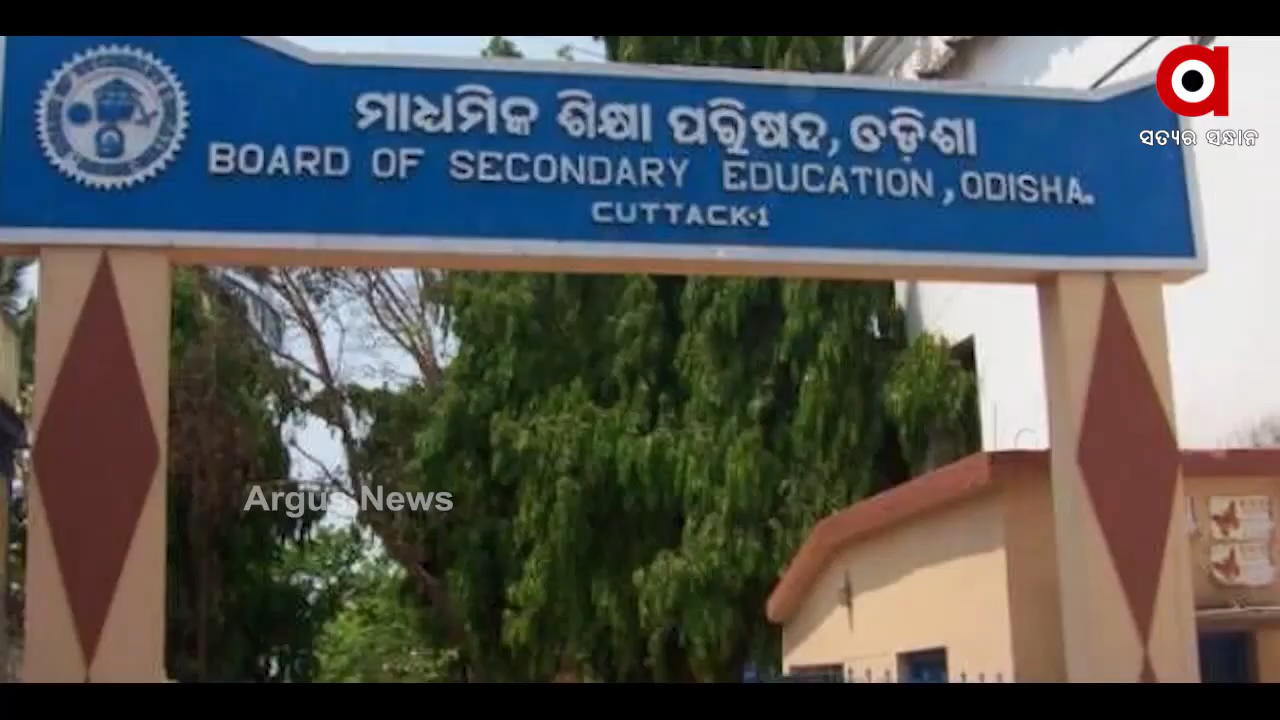 ମାଧ୍ୟମିକ ଶିକ୍ଷା ପରିଷଦ, ଓଡ଼ିଶା
BOARD OF SECONDARY EDUCATION, ODISHA.
CUTTACK-1
ସତ୍ୟର ସନ୍ଧାନ
Argus News